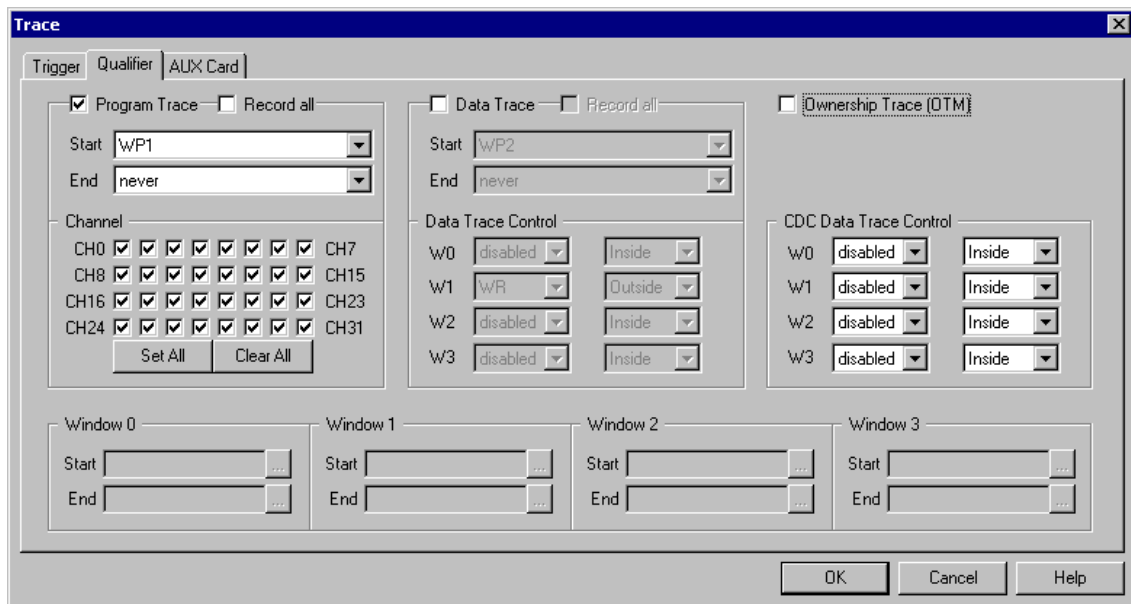 Trace
Trigger Qualifier AUX Card
Program Trace Record all Data Trace Record all Ownership Trace (OTM)
Start WP1 Start WP2
End never End never
Channel Data Trace Control CDC Data Trace Control
CH0 CH7 W0 disabled Inside W0 disabled Inside
CH8 CH15 W1 WR Outside W1 disabled Inside
CH16 CH23 W2 disabled Inside W2 disabled Inside
CH24 CH31 W3 disabled Inside W3 disabled Inside
Set All Clear All
Window 0 Window 1 Window 2 Window 3
Start ... Start ... Start ... Start ...
End ... End ... End ... End ...
OK Cancel Help